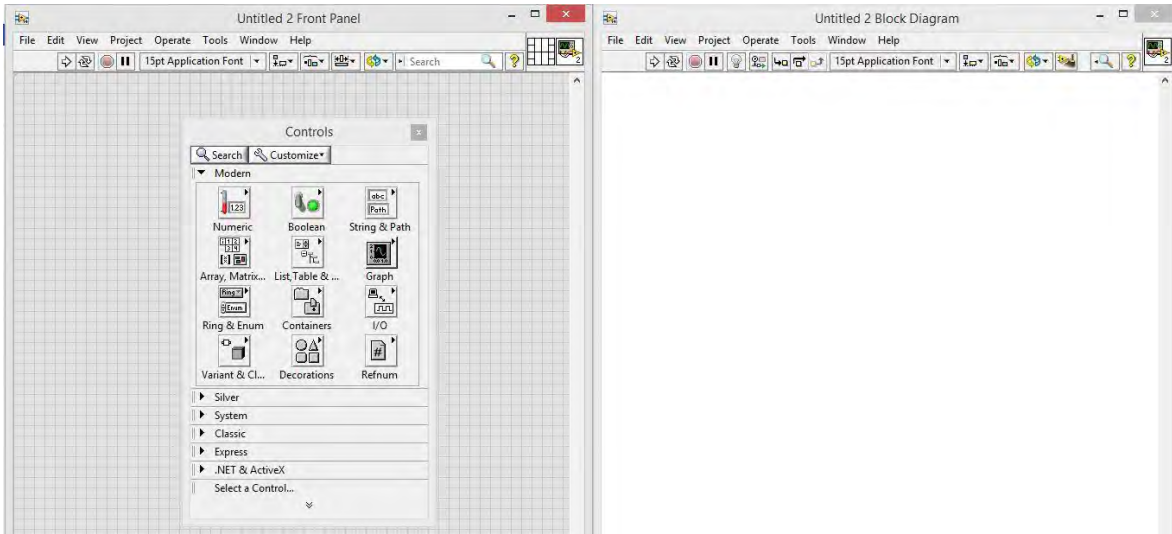 Untitled 2 Front Panel
File Edit View Project Operate Tools Window Help
15pt Application Font Search
Controls
Search Customize
Modern
Numeric Boolean String & Path
Array, Matrix... List, Table & ... Graph
Ring & Enum Containers I/O
Variant & Cl... Decorations Refnum
Silver
System
Classic
Express
.NET & ActiveX
Select a Control...
Untitled 2 Block Diagram
File Edit View Project Operate Tools Window Help
15pt Application Font